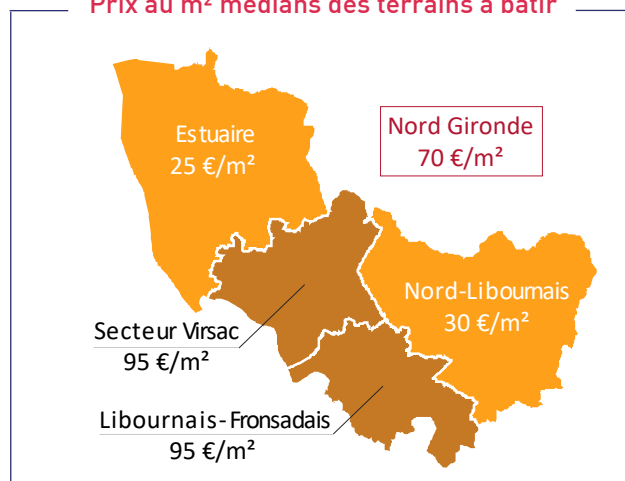 Prix au m² médians des terrains à bâtir
Estuaire
25 €/m²
Nord Gironde
70 €/m²
Nord-Libournais
30 €/m²
Secteur Virsac
95 €/m²
Libournais-Fronsadais
95 €/m²